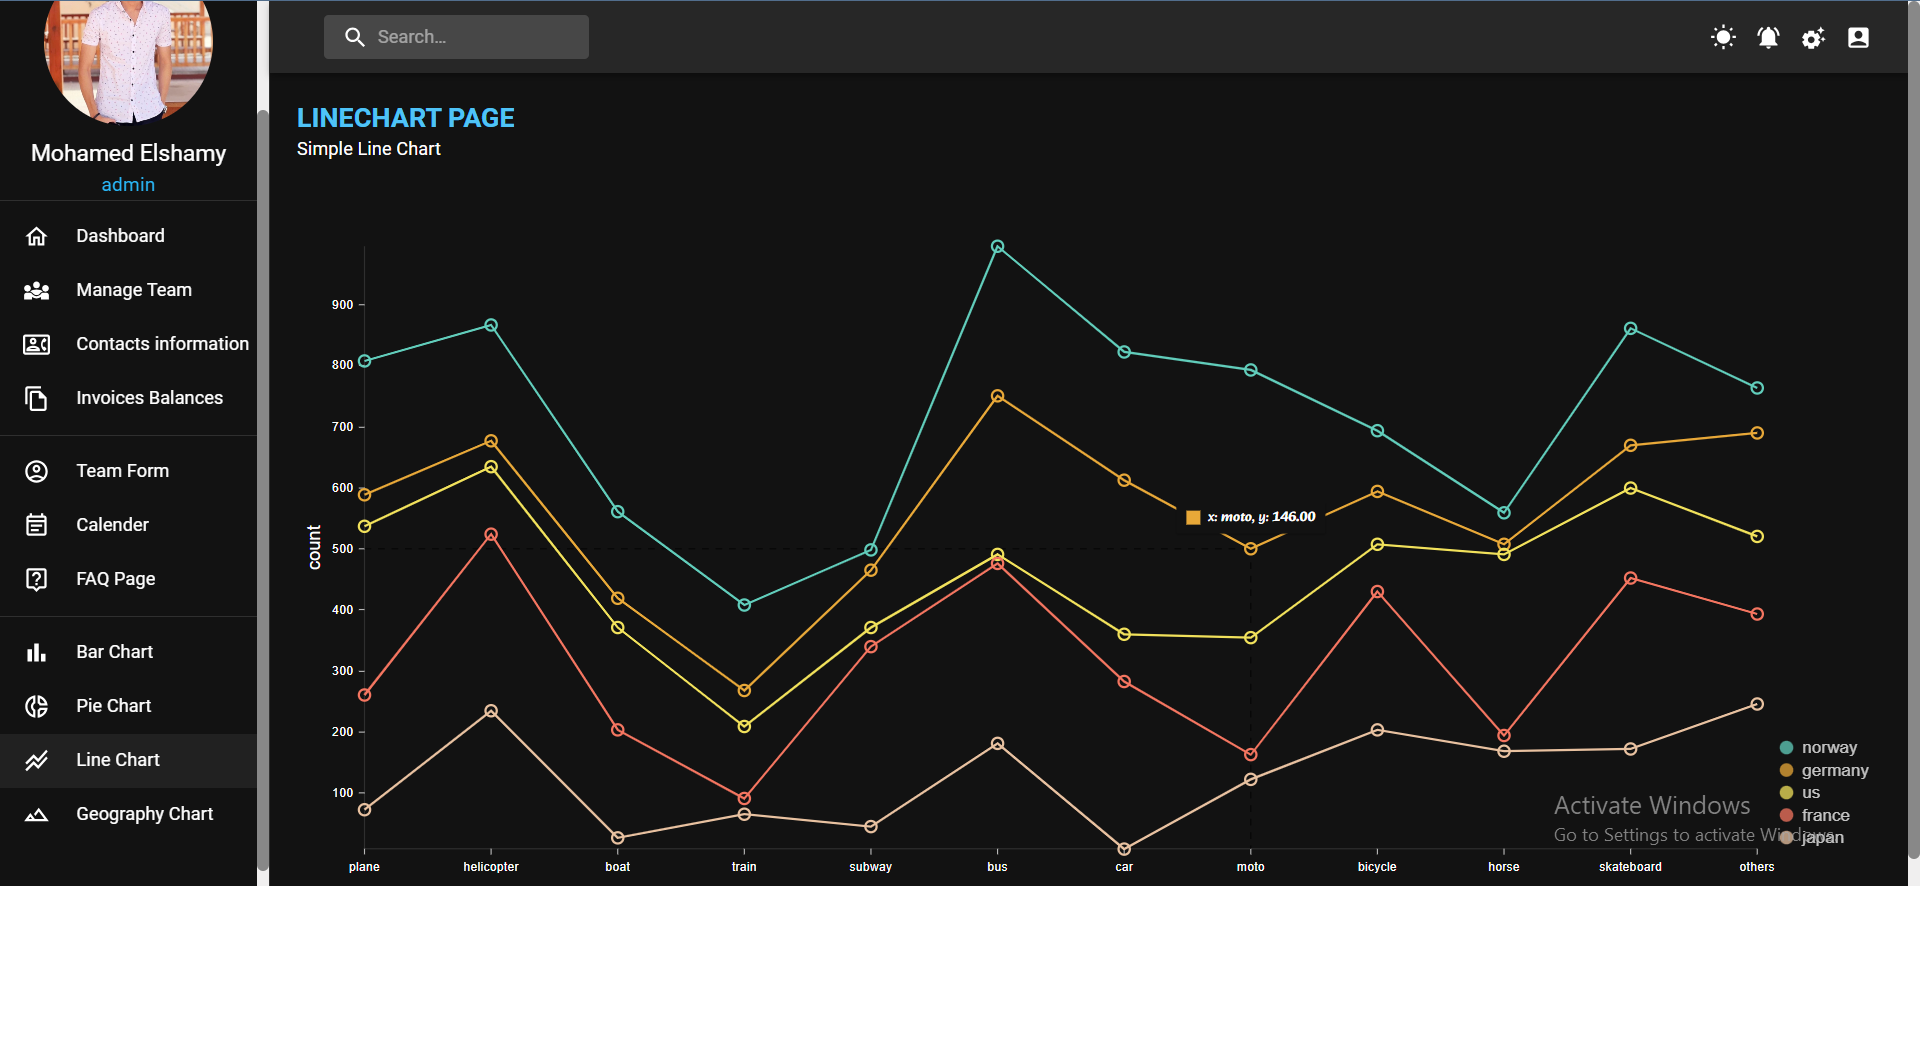 Mohamed Elshamy
admin
Dashboard
Manage Team
Contacts information
Invoices Balances
Team Form
Calender
FAQ Page
Bar Chart
Pie Chart
Line Chart
Geography Chart
Search...
LINECHART PAGE
Simple Line Chart
count
900
800
700
600
500
400
300
200
100
x: moto, y: 146.00
plane helicopter boat train subway bus car moto bicycle horse skateboard others
norway
germany
us
france
japan
Activate Windows
Go to Settings to activate Windows.